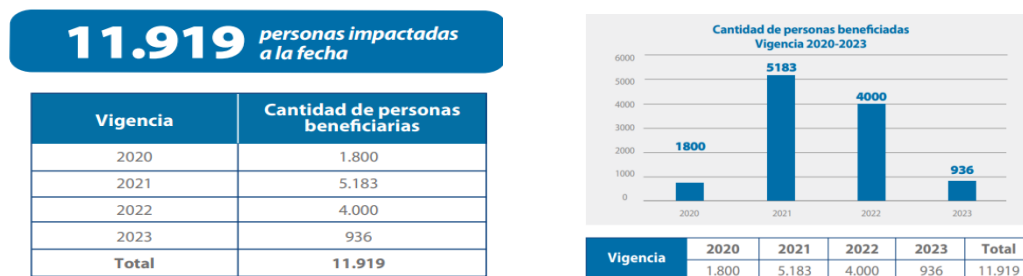 11.919 personas impactadas
a la fecha
Vigencia Cantidad de personas
beneficiarias
2020 1.800
2021 5.183
2022 4.000
2023 936
Total 11.919
Cantidad de personas beneficiadas
Vigencia 2020-2023
6000
5000
4000
3000
2000
1000
0
1800
5183
4000
936
2020 2021 2022 2023
Vigencia 2020 2021 2022 2023 Total
1.800 5.183 4.000 936 11.919